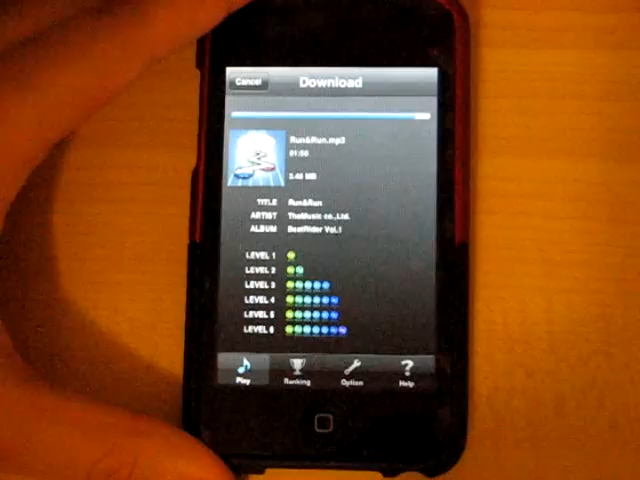 Cancel
Download
Run&Run.mp3
01:50
3.48 MB
TITLE Run&Run
ARTIST TheMusic co.,Ltd.
ALBUM BeatRider Vol.1
LEVEL 1
LEVEL 2
LEVEL 3
LEVEL 4
LEVEL 5
LEVEL 6
Play
Ranking
Option
Help